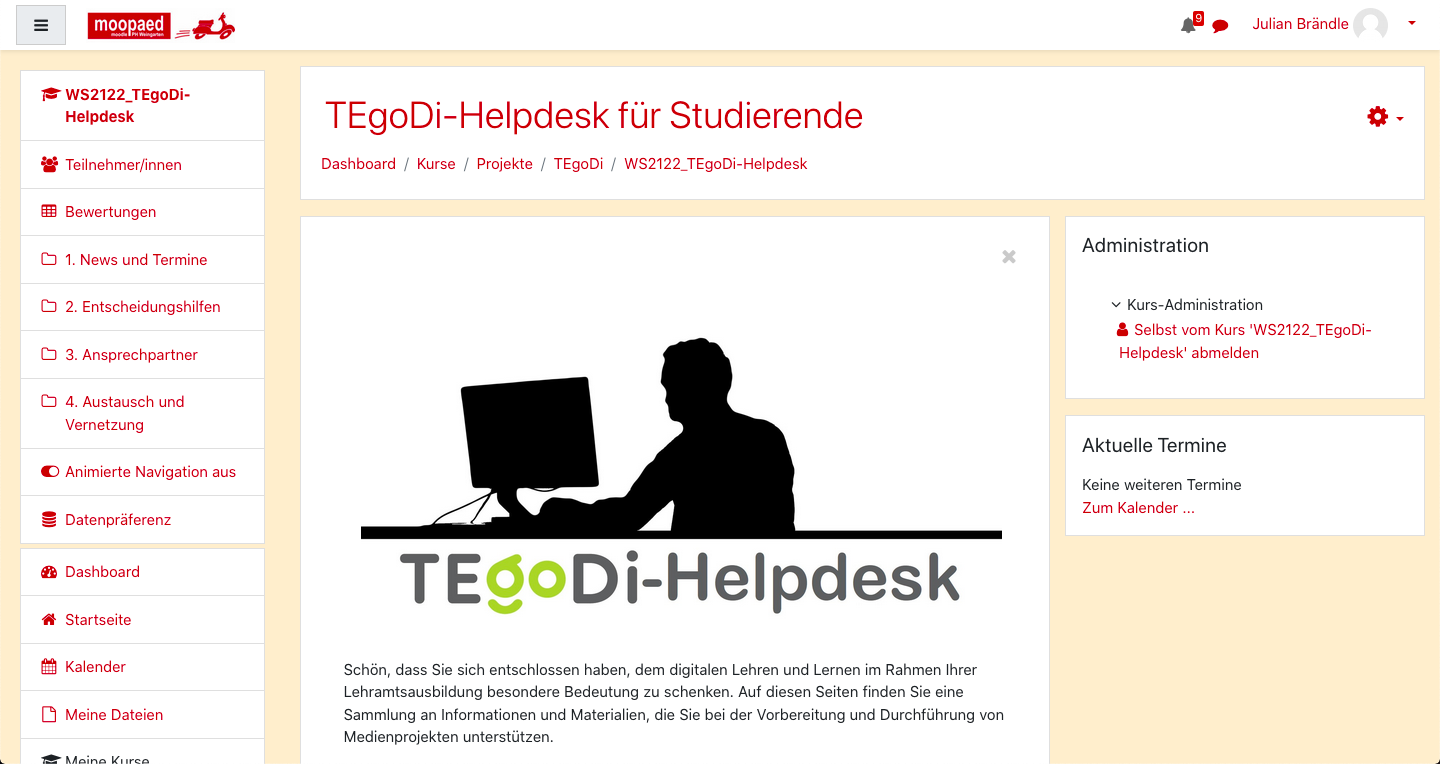 moopaed
moodle PH Weingarten
9
Julian Brändle
WS2122_TEgoDi-
Helpdesk
Teilnehmer/innen
Bewertungen
1. News und Termine
2. Entscheidungshilfen
3. Ansprechpartner
4. Austausch und
Vernetzung
Animierte Navigation aus
Datenpräferenz
Dashboard
Startseite
Kalender
Meine Dateien
Meine Kurse
TEgoDi-Helpdesk für Studierende
Dashboard / Kurse / Projekte / TEgoDi / WS2122_TEgoDi-Helpdesk
TEgoDi-Helpdesk
Schön, dass Sie sich entschlossen haben, dem digitalen Lehren und Lernen im Rahmen Ihrer
Lehramtsausbildung besondere Bedeutung zu schenken. Auf diesen Seiten finden Sie eine
Sammlung an Informationen und Materialien, die Sie bei der Vorbereitung und Durchführung von
Medienprojekten unterstützen.
Administration
Kurs-Administration
Selbst vom Kurs 'WS2122_TEgoDi-
Helpdesk' abmelden
Aktuelle Termine
Keine weiteren Termine
Zum Kalender ...